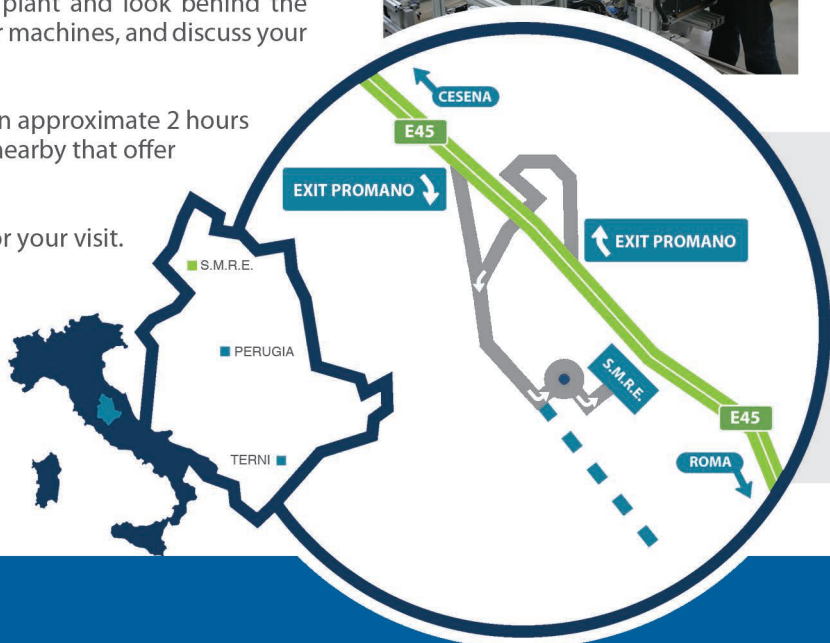 plant and look behind the
machines, and discuss your
n approximate 2 hours
nearby that offer
or your visit.
CESENA
E45
EXIT PROMANO
EXIT PROMANO
S.M.R.E.
PERUGIA
TERNI
S.M.R.E.
E45
ROMA